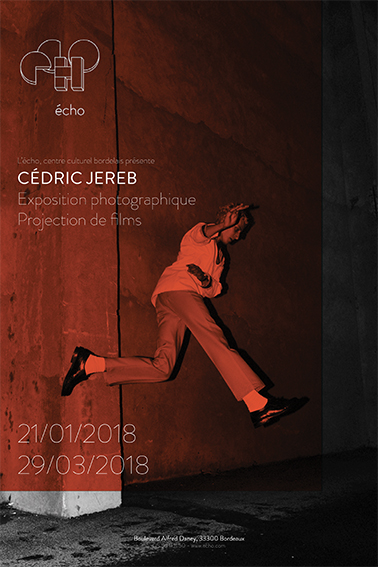 écho
L'écho, centre culturel bordelais présente
CÉDRIC JEREB
Exposition photographique
Projection de films
21/01/2018
29/03/2018
Boulevard Alfred Daney, 33300 Bordeaux